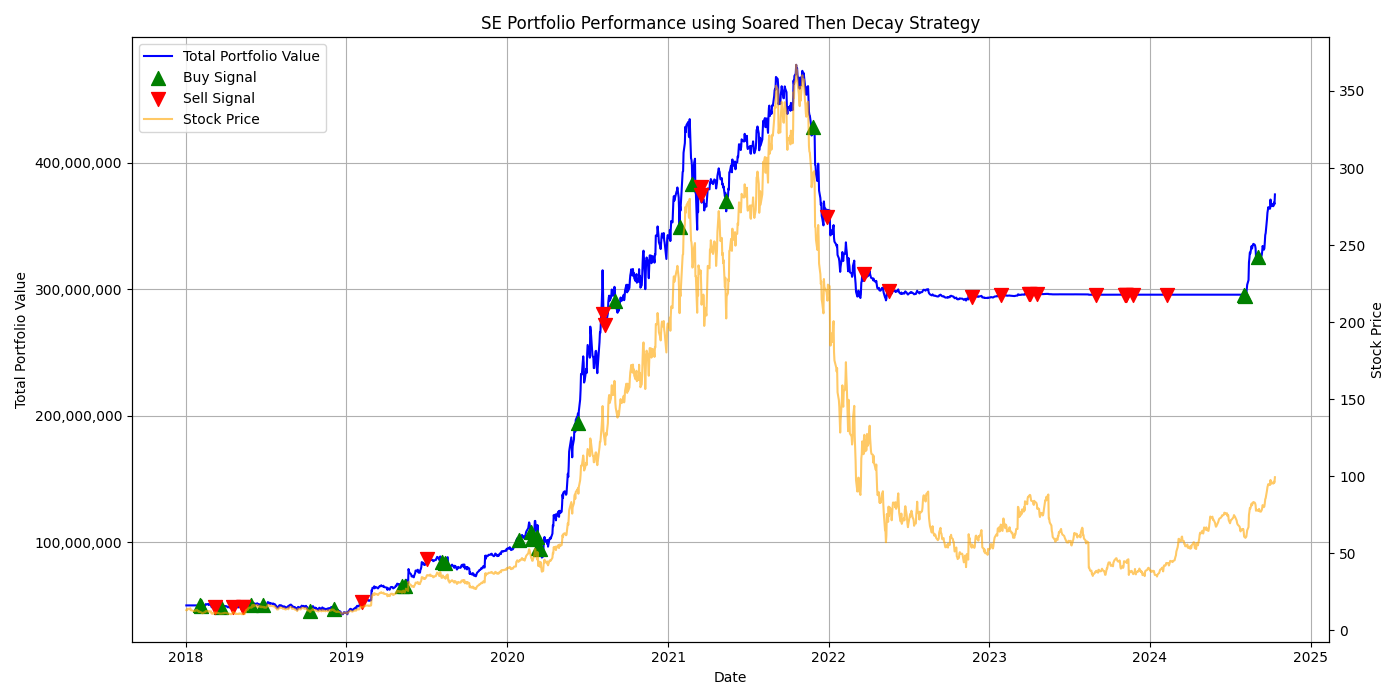 SE Portfolio Performance using Soared Then Decay Strategy
Total Portfolio Value
Buy Signal
Sell Signal
Stock Price
400,000,000
300,000,000
200,000,000
100,000,000
Total Portfolio Value
350
300
250
200
150
100
50
0
Stock Price
2018
2019
2020
2021
2022
2023
2024
2025
Date